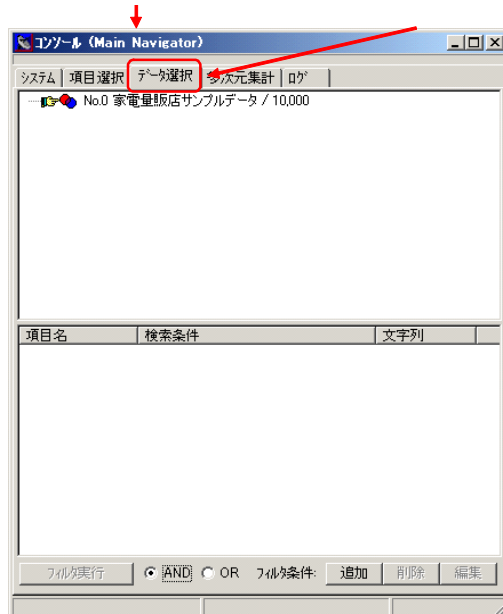 コンソール (Main Navigator)
システム 項目選択 データ選択 多次元集計 ログ
No.0 家電量販店サンプルデータ / 10,000
項目名 検索条件 文字列
フィルタ実行 AND OR フィルタ条件: 追加 削除 編集